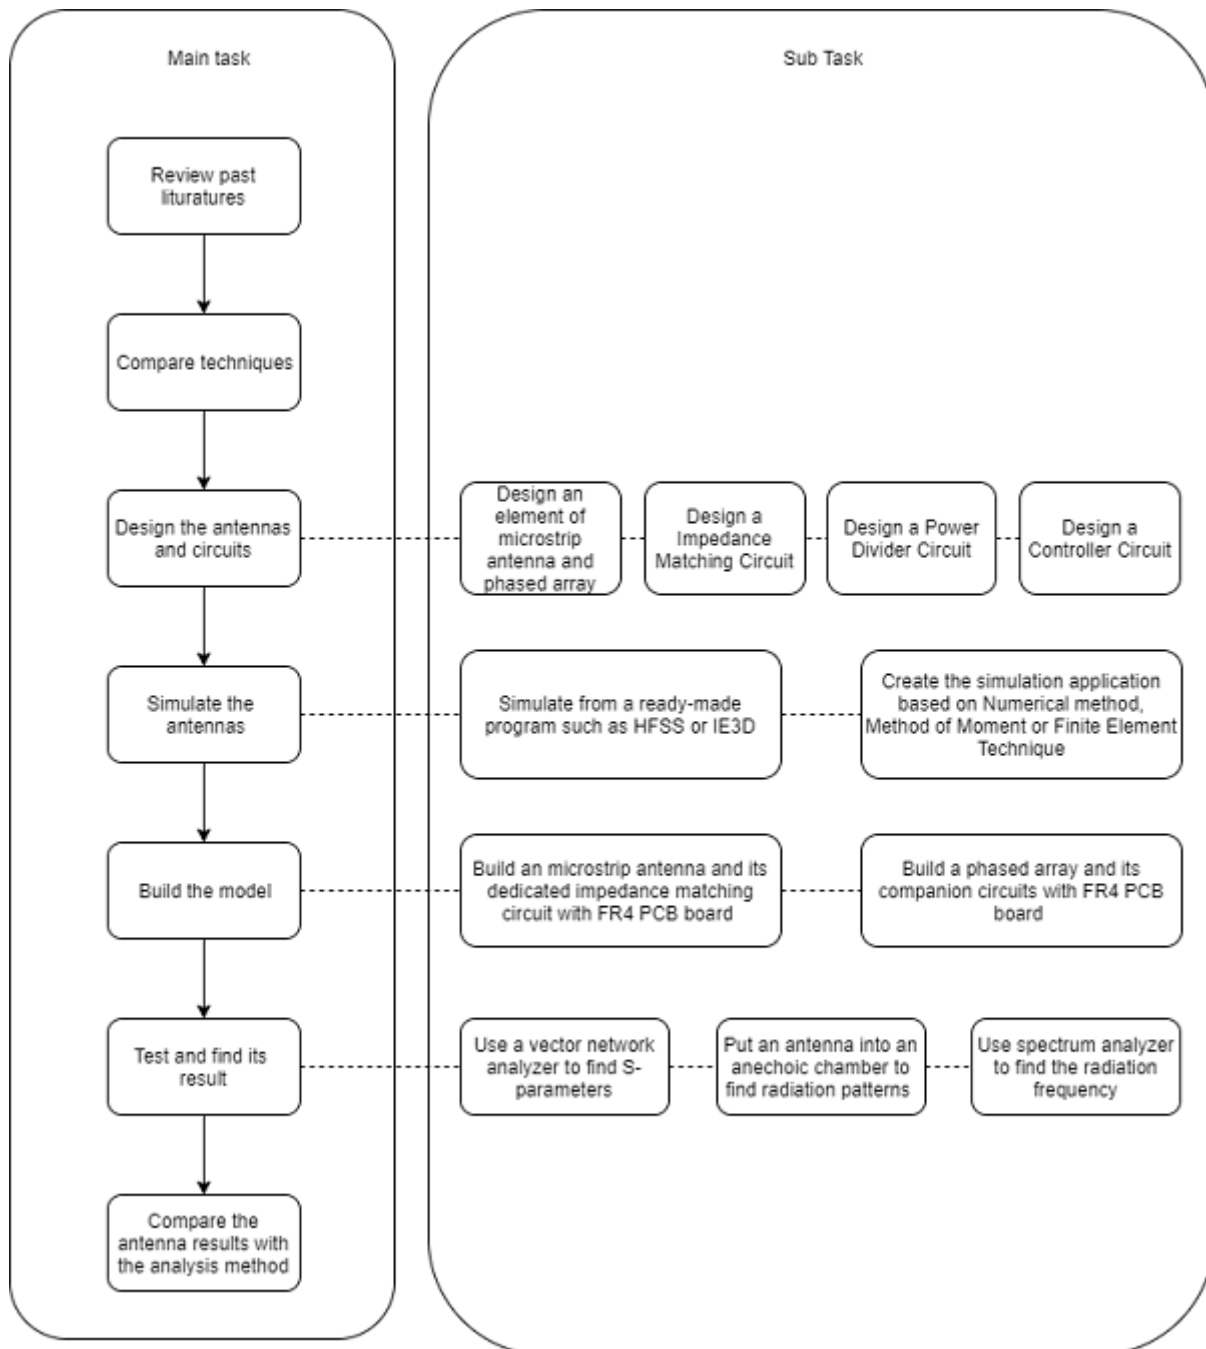 Main task
Sub Task
Review past
lituratures
Compare techniques
Design the antennas
and circuits
Design an
element of
microstrip
antenna and
phased array
Design a
Impedance
Matching Circuit
Design a Power
Divider Circuit
Design a
Controller Circuit
Simulate the
antennas
Simulate from a ready-made
program such as HFSS or IE3D
Create the simulation application
based on Numerical method,
Method of Moment or Finite Element
Technique
Build the model
Build an microstrip antenna and its
dedicated impedance matching
circuit with FR4 PCB board
Build a phased array and its
companion circuits with FR4 PCB
board
Test and find its
result
Use a vector network
analyzer to find S-
parameters
Put an antenna into an
anechoic chamber to
find radiation patterns
Use spectrum analyzer
to find the radiation
frequency
Compare the
antenna results with
the analysis method